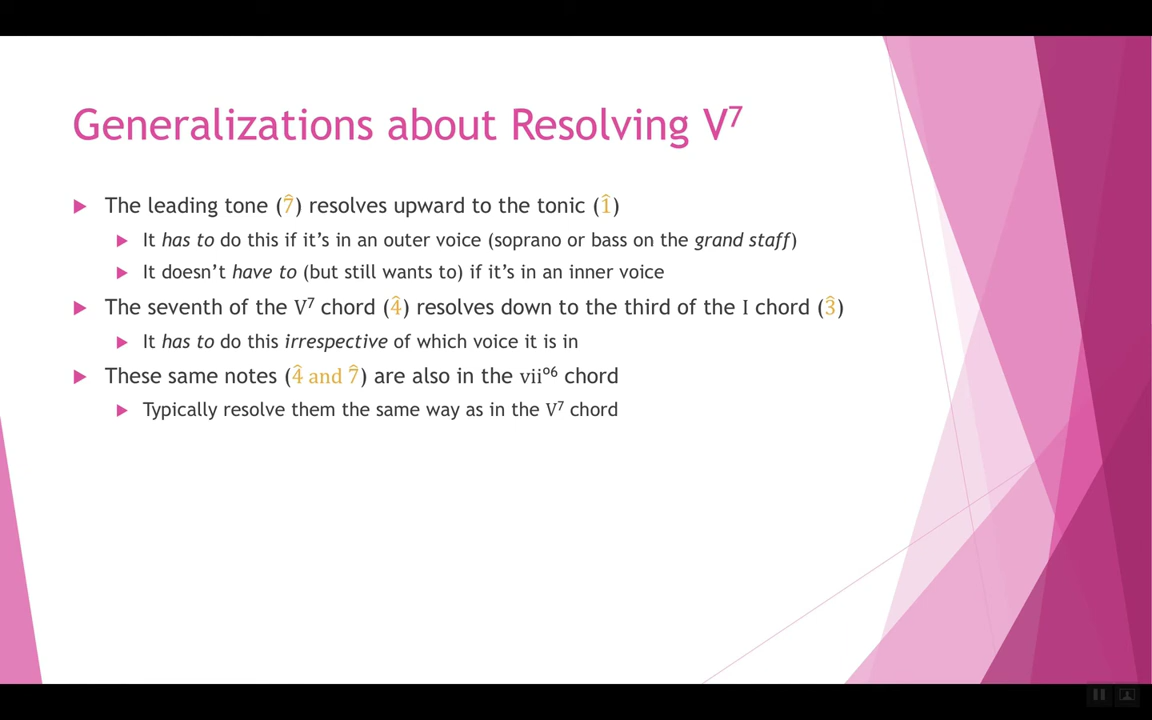 Generalizations about Resolving V⁷
The leading tone (7̂) resolves upward to the tonic (1̂)
It has to do this if it's in an outer voice (soprano or bass on the grand staff)
It doesn't have to (but still wants to) if it's in an inner voice
The seventh of the V⁷ chord (4̂) resolves down to the third of the I chord (3̂)
It has to do this irrespective of which voice it is in
These same notes (4̂ and 7̂) are also in the vii°⁶ chord
Typically resolve them the same way as in the V⁷ chord